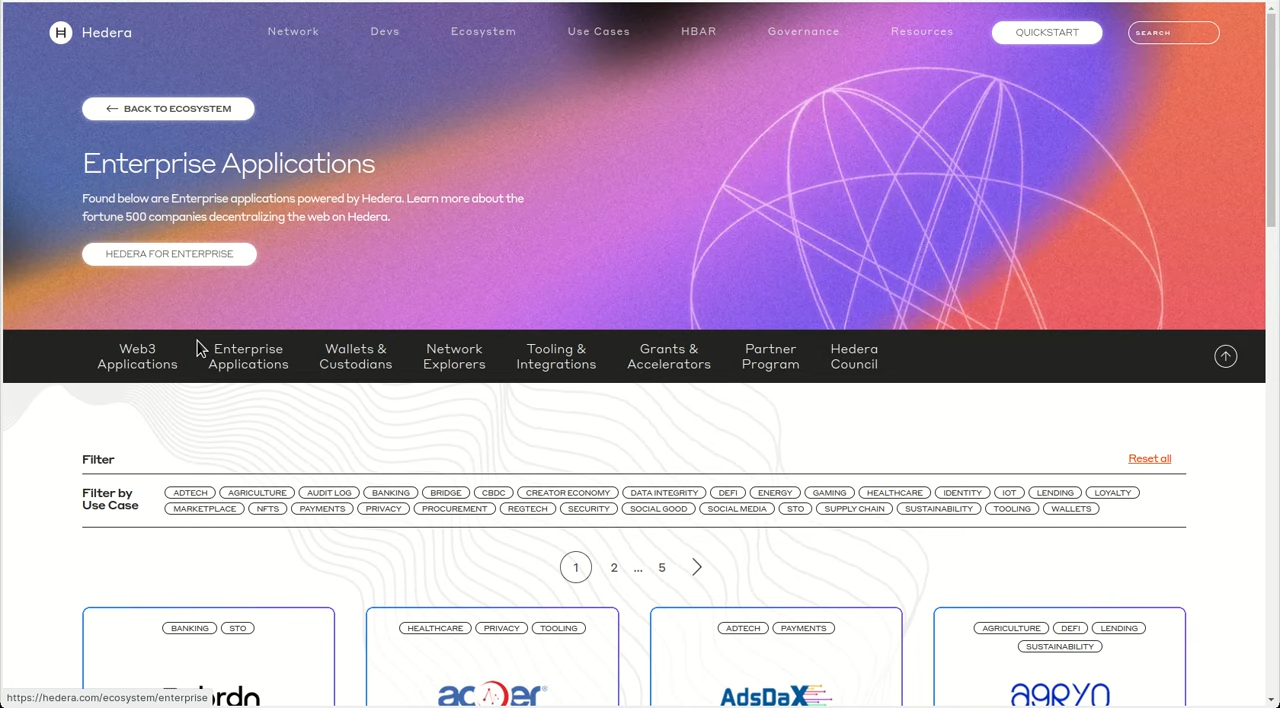 H Hedera
Network Devs Ecosystem Use Cases HBAR Governance Resources QUICKSTART SEARCH
BACK TO ECOSYSTEM
Enterprise Applications
Found below are Enterprise applications powered by Hedera. Learn more about the
fortune 500 companies decentralizing the web on Hedera.
HEDERA FOR ENTERPRISE
Web3 Applications
Enterprise Applications
Wallets & Custodians
Network Explorers
Tooling & Integrations
Grants & Accelerators
Partner Program
Hedera Council
Filter
Reset all
Filter by
Use Case
ADTECH AGRICULTURE AUDIT LOG BANKING BRIDGE CBDC CREATOR ECONOMY DATA INTEGRITY DEFI ENERGY GAMING HEALTHCARE IDENTITY IOT LENDING LOYALTY
MARKETPLACE NFTS PAYMENTS PRIVACY PROCUREMENT REGTECH SECURITY SOCIAL GOOD SOCIAL MEDIA STO SUPPLY CHAIN SUSTAINABILITY TOOLING WALLETS
1 2 ... 5
BANKING STO
HEALTHCARE PRIVACY TOOLING
acoer
ADTECH PAYMENTS
AdsDaX
AGRICULTURE DEFI LENDING
SUSTAINABILITY
agryo
https://hedera.com/ecosystem/enterprise